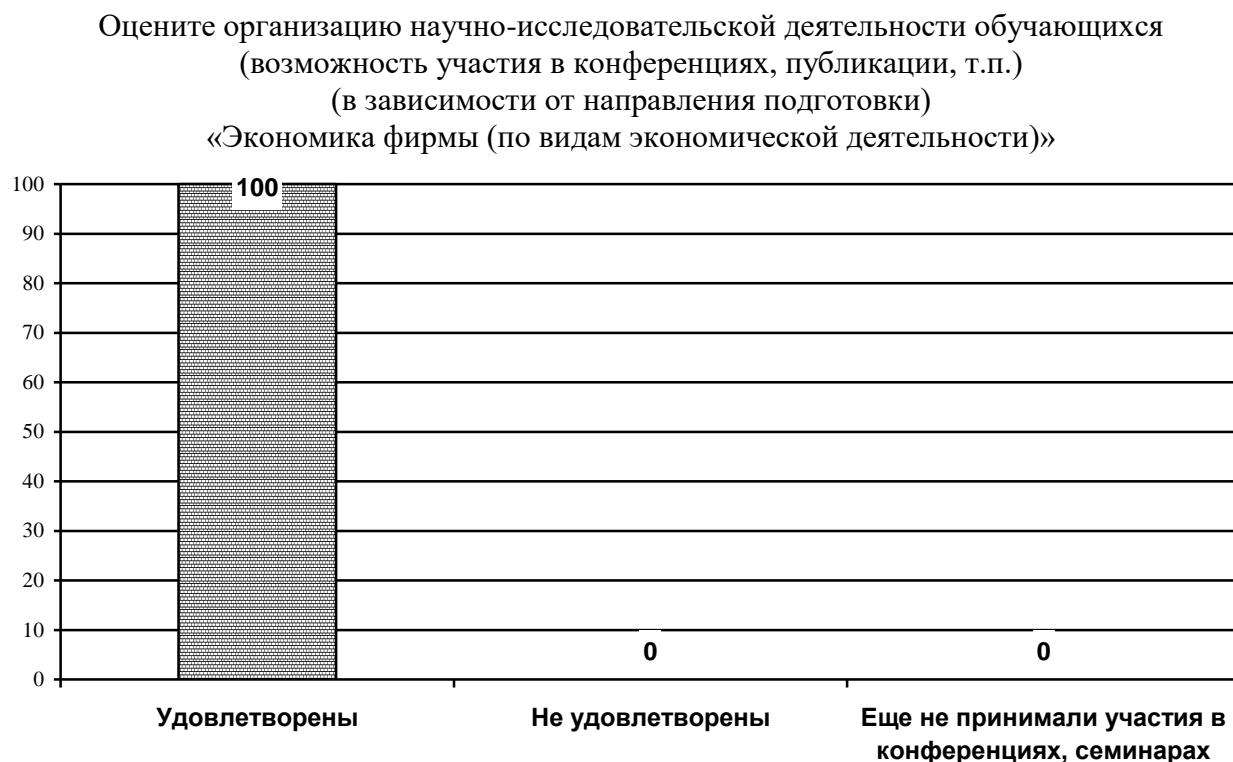 Оцените организацию научно-исследовательской деятельности обучающихся
(возможность участия в конференциях, публикации, т.п.)
(в зависимости от направления подготовки)
«Экономика фирмы (по видам экономической деятельности)»
100
90
80
70
60
50
40
30
20
10
0
100
0
0
Удовлетворены
Не удовлетворены
Еще не принимали участия в
конференциях, семинарах